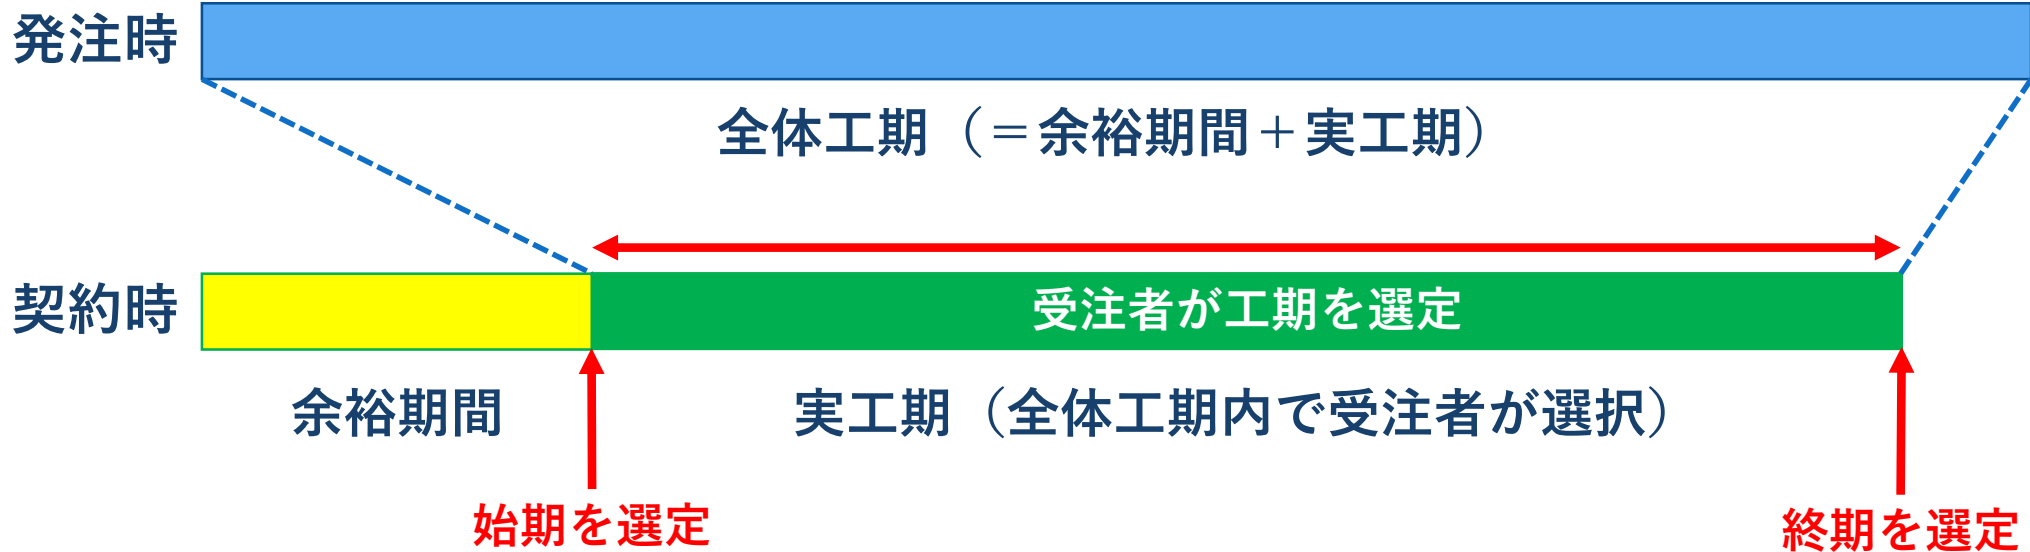 発注時
全体工期（＝余裕期間＋実工期）
契約時
受注者が工期を選定
余裕期間
実工期（全体工期内で受注者が選択）
始期を選定
終期を選定